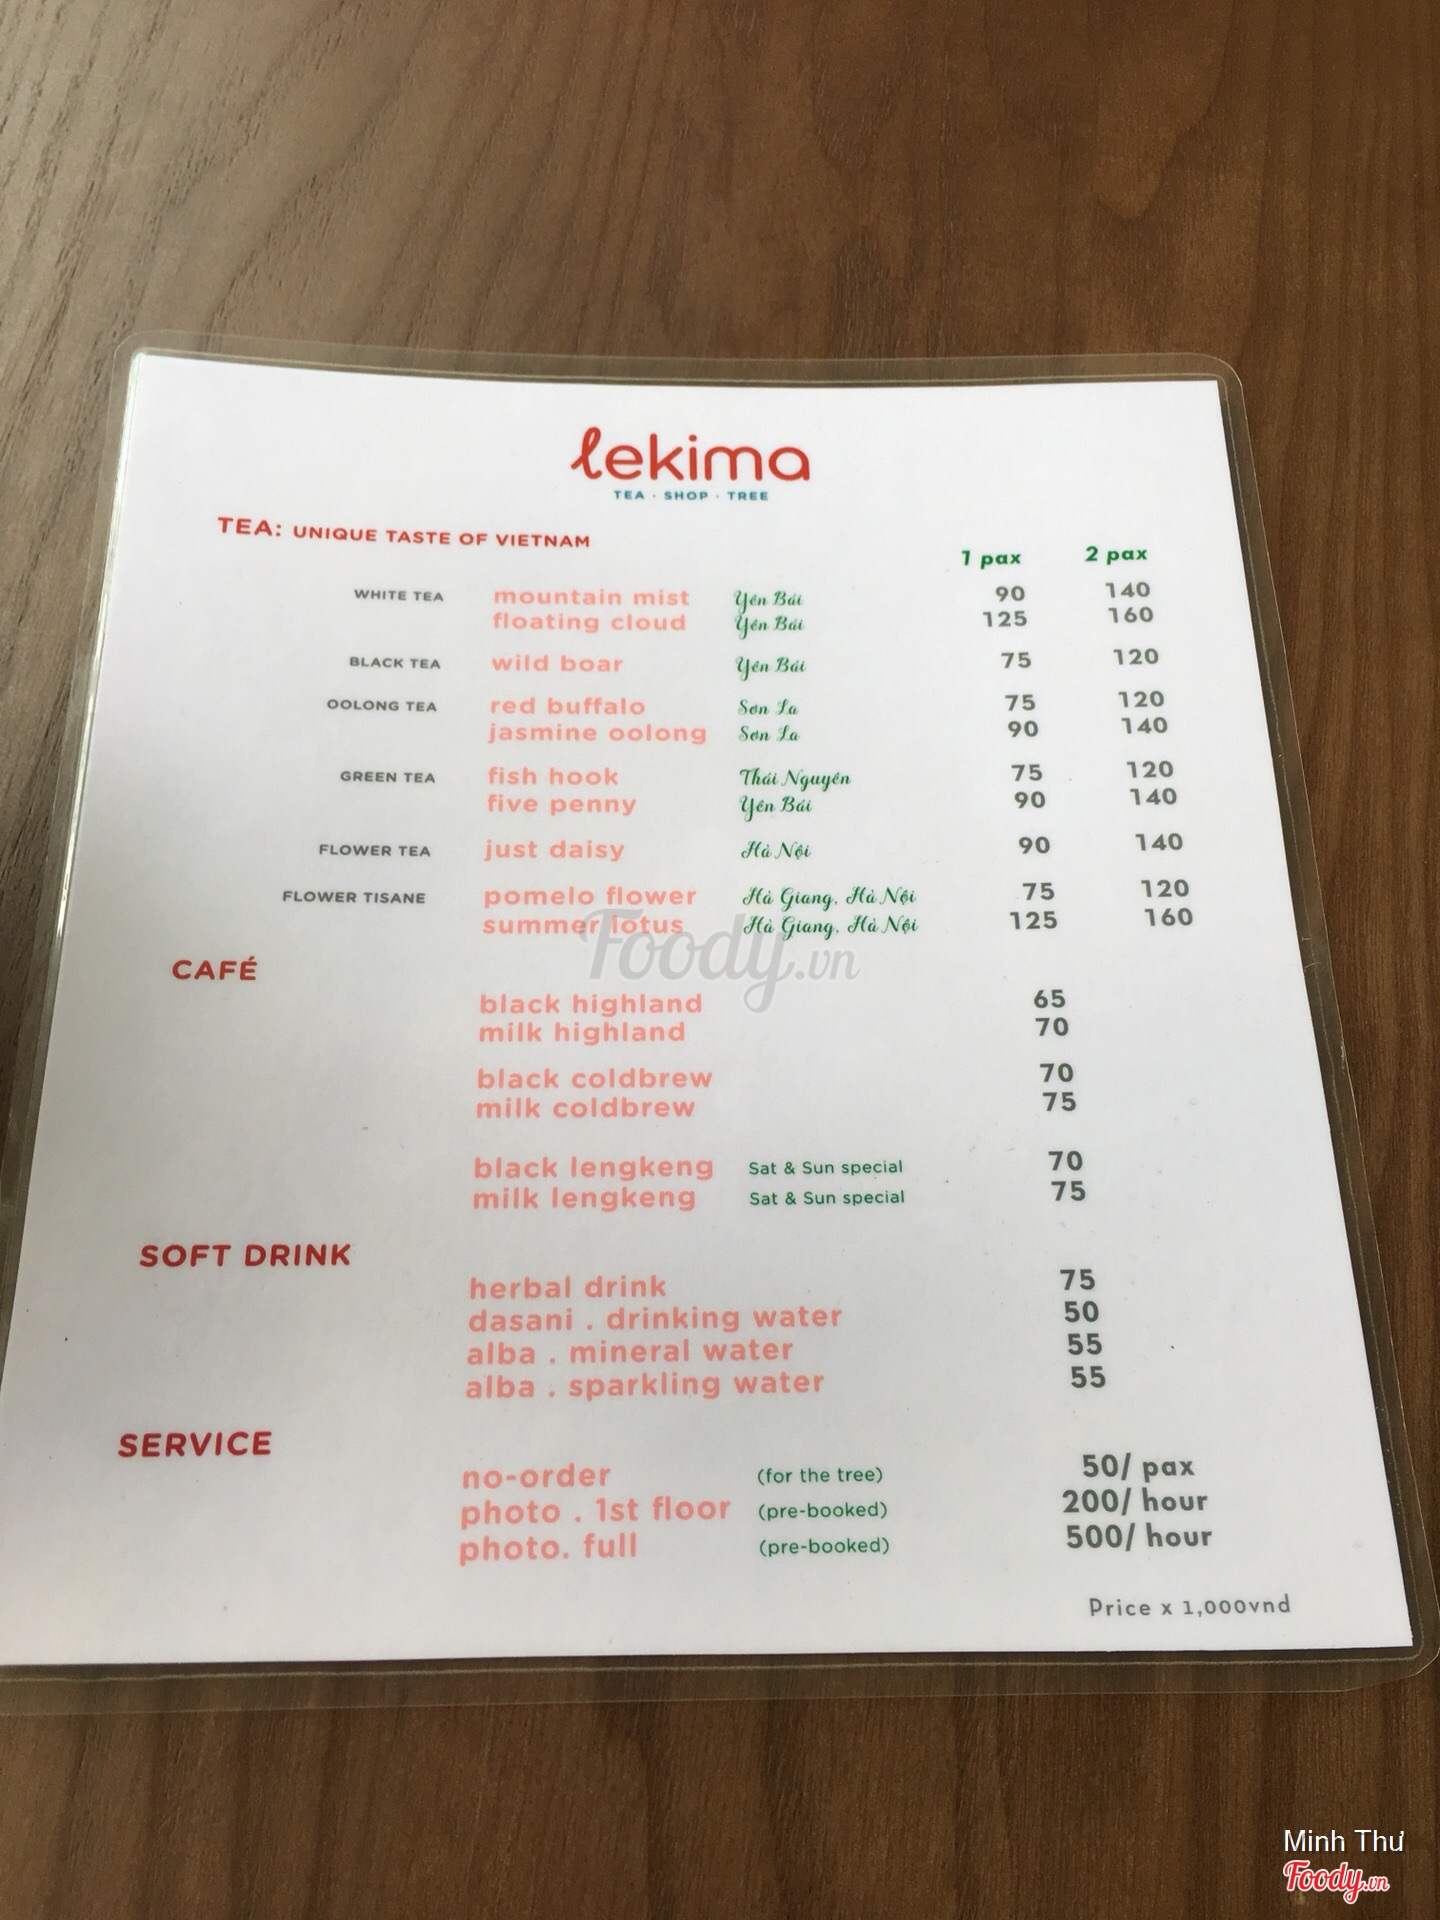 lekima
TEA · SHOP · TREE
TEA: UNIQUE TASTE OF VIETNAM
1 pax 2 pax
WHITE TEA mountain mist Yên Bái 90 140
floating cloud Yên Bái 125 160
BLACK TEA wild boar Yên Bái 75 120
OOLONG TEA red buffalo Sơn La 75 120
jasmine oolong Sơn La 90 140
GREEN TEA fish hook Thái Nguyên 75 120
five penny Yên Bái 90 140
FLOWER TEA just daisy Hà Nội 90 140
FLOWER TISANE pomelo flower Hà Giang, Hà Nội 75 120
summer lotus Hà Giang, Hà Nội 125 160
Foody.vn
CAFÉ
black highland 65
milk highland 70
black coldbrew 70
milk coldbrew 75
black lengkeng Sat & Sun special 70
milk lengkeng Sat & Sun special 75
SOFT DRINK
herbal drink 75
dasani . drinking water 50
alba . mineral water 55
alba . sparkling water 55
SERVICE
no-order (for the tree) 50/ pax
photo . 1st floor (pre-booked) 200/ hour
photo. full (pre-booked) 500/ hour
Price x 1,000vnd
Minh Thư
Foody.vn